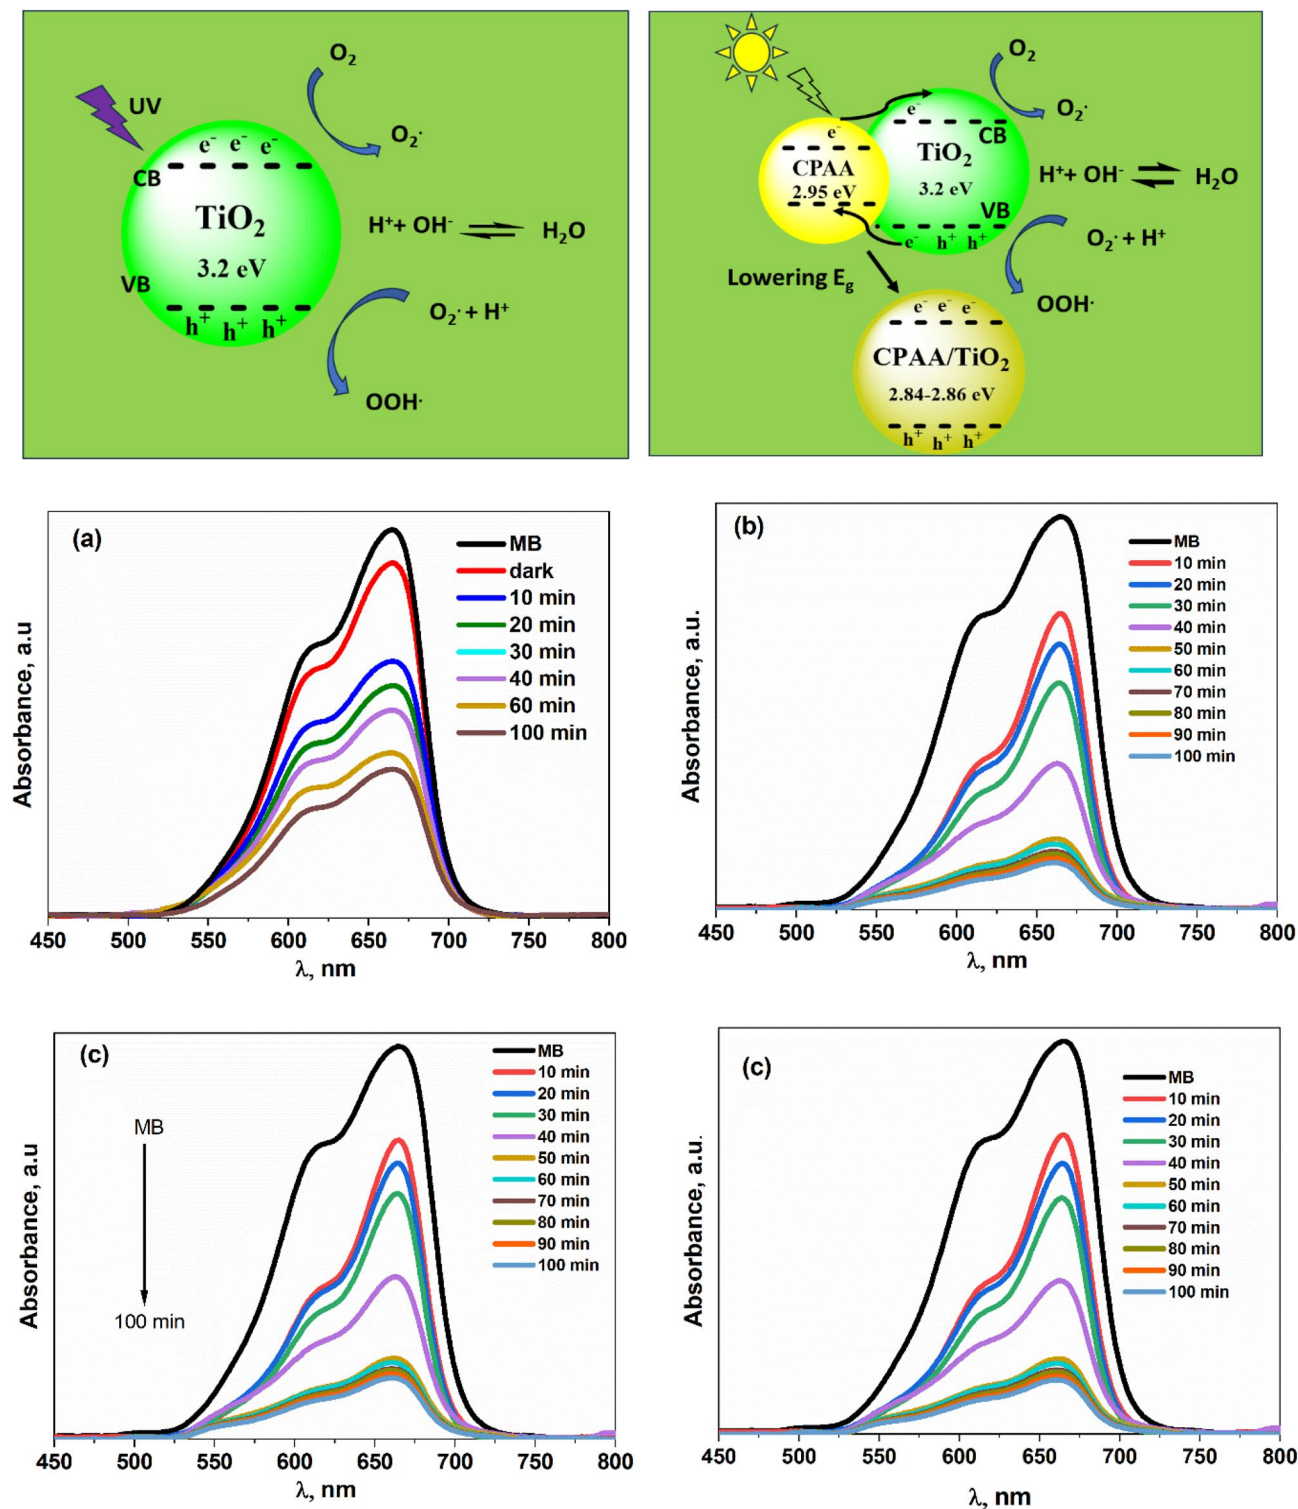 UV
O₂
O₂·
e⁻ e⁻ e⁻
CB
TiO₂
3.2 eV
H⁺+ OH⁻ ⇌ H₂O
VB
h⁺ h⁺ h⁺
O₂·+ H⁺
OOH·
O₂
O₂·
e⁻
e⁻
CB
CPAA
2.95 eV
TiO₂
3.2 eV
H⁺+ OH⁻ ⇌ H₂O
VB
e⁻ h⁺ h⁺
O₂·+ H⁺
Lowering Eg
OOH·
e⁻ e⁻ e⁻
CPAA/TiO₂
2.84-2.86 eV
h⁺ h⁺ h⁺
(a)
MB
dark
10 min
20 min
30 min
40 min
60 min
100 min
Absorbance, a.u
450 500 550 600 650 700 750 800
λ, nm
(b)
MB
10 min
20 min
30 min
40 min
50 min
60 min
70 min
80 min
90 min
100 min
Absorbance, a.u.
450 500 550 600 650 700 750 800
λ, nm
(c)
MB
10 min
20 min
30 min
40 min
50 min
60 min
70 min
80 min
90 min
100 min
MB
100 min
Absorbance, a.u
450 500 550 600 650 700 750 800
λ, nm
(c)
MB
10 min
20 min
30 min
40 min
50 min
60 min
70 min
80 min
90 min
100 min
Absorbance, a.u.
450 500 550 600 650 700 750 800
λ, nm